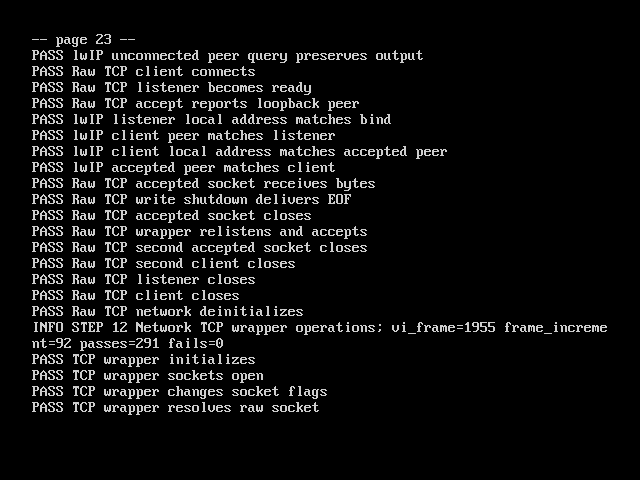 -- page 23 --
PASS lwIP unconnected peer query preserves output
PASS Raw TCP client connects
PASS Raw TCP listener becomes ready
PASS Raw TCP accept reports loopback peer
PASS lwIP listener local address matches bind
PASS lwIP client peer matches listener
PASS lwIP client local address matches accepted peer
PASS lwIP accepted peer matches client
PASS Raw TCP accepted socket receives bytes
PASS Raw TCP write shutdown delivers EOF
PASS Raw TCP accepted socket closes
PASS Raw TCP wrapper relistens and accepts
PASS Raw TCP second accepted socket closes
PASS Raw TCP second client closes
PASS Raw TCP listener closes
PASS Raw TCP client closes
PASS Raw TCP network deinitializes
INFO STEP 12 Network TCP wrapper operations; vi_frame=1955 frame_increme
nt=92 passes=291 fails=0
PASS TCP wrapper initializes
PASS TCP wrapper sockets open
PASS TCP wrapper changes socket flags
PASS TCP wrapper resolves raw socket